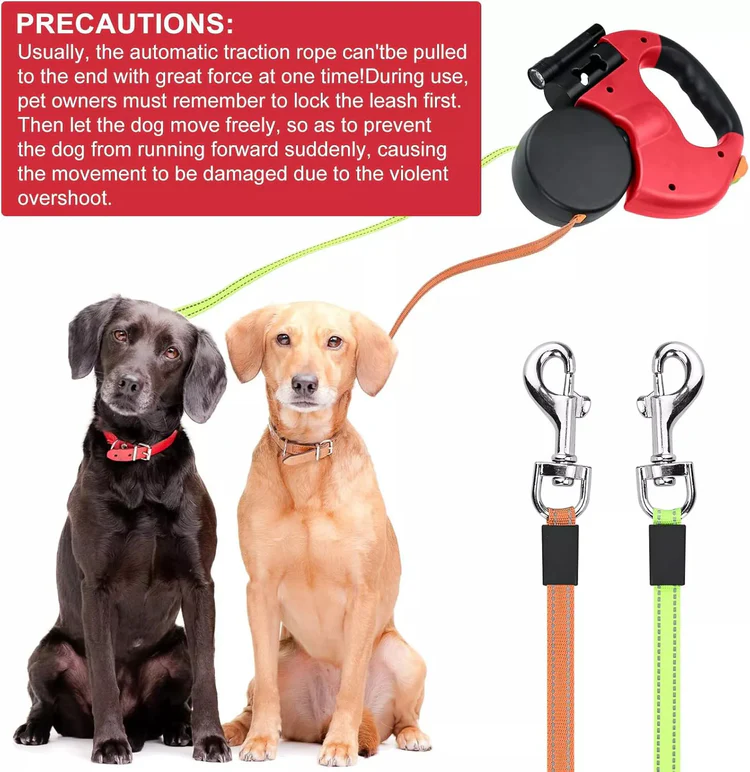 PRECAUTIONS:
Usually, the automatic traction rope can'tbe pulled
to the end with great force at one time!During use,
pet owners must remember to lock the leash first.
Then let the dog move freely, so as to prevent
the dog from running forward suddenly, causing
the movement to be damaged due to the violent
overshoot.